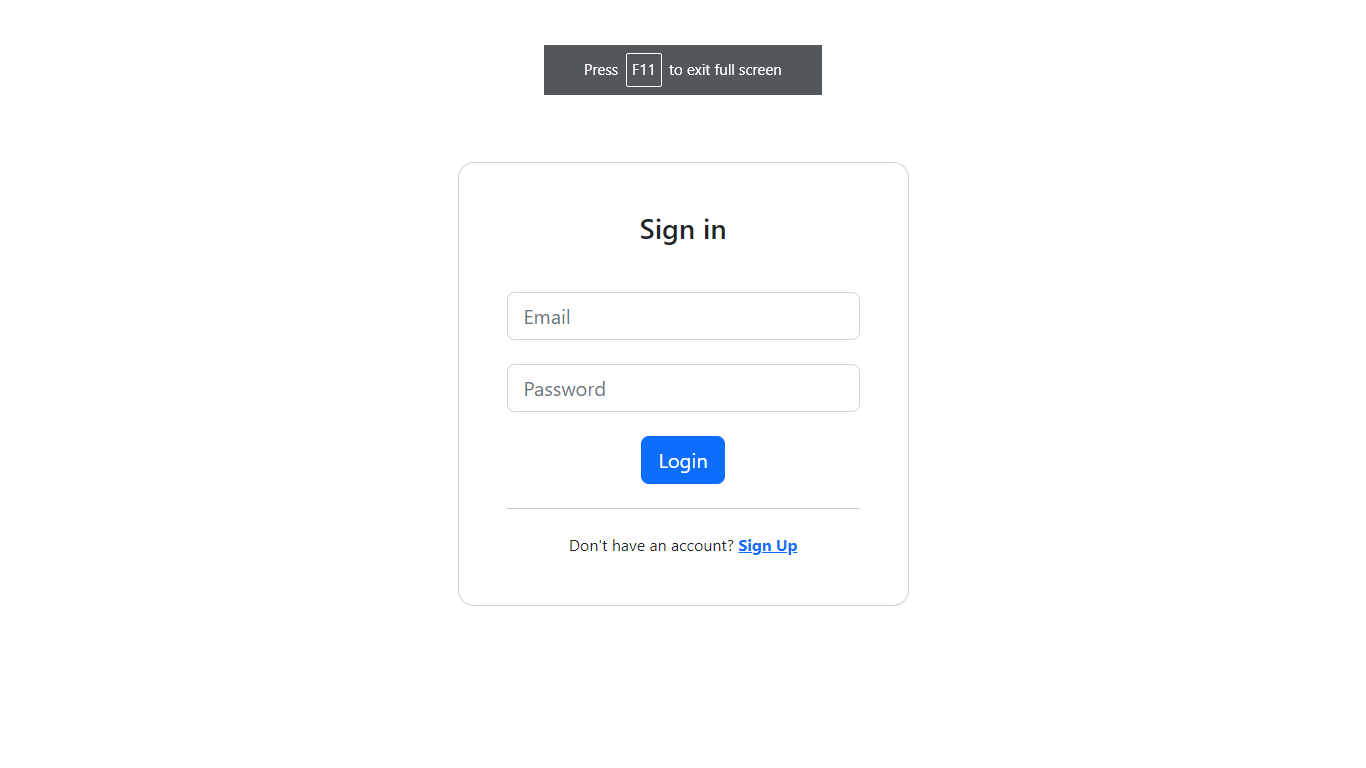 Press F11 to exit full screen
Sign in
Email
Password
Login
Don't have an account? Sign Up